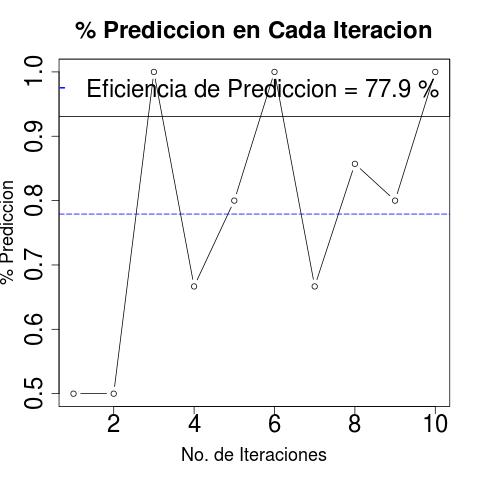 % Prediccion en Cada Iteracion
Eficiencia de Prediccion = 77.9 %
1.0
0.9
0.8
0.7
0.6
0.5
% Prediccion
2 4 6 8 10
No. de Iteraciones